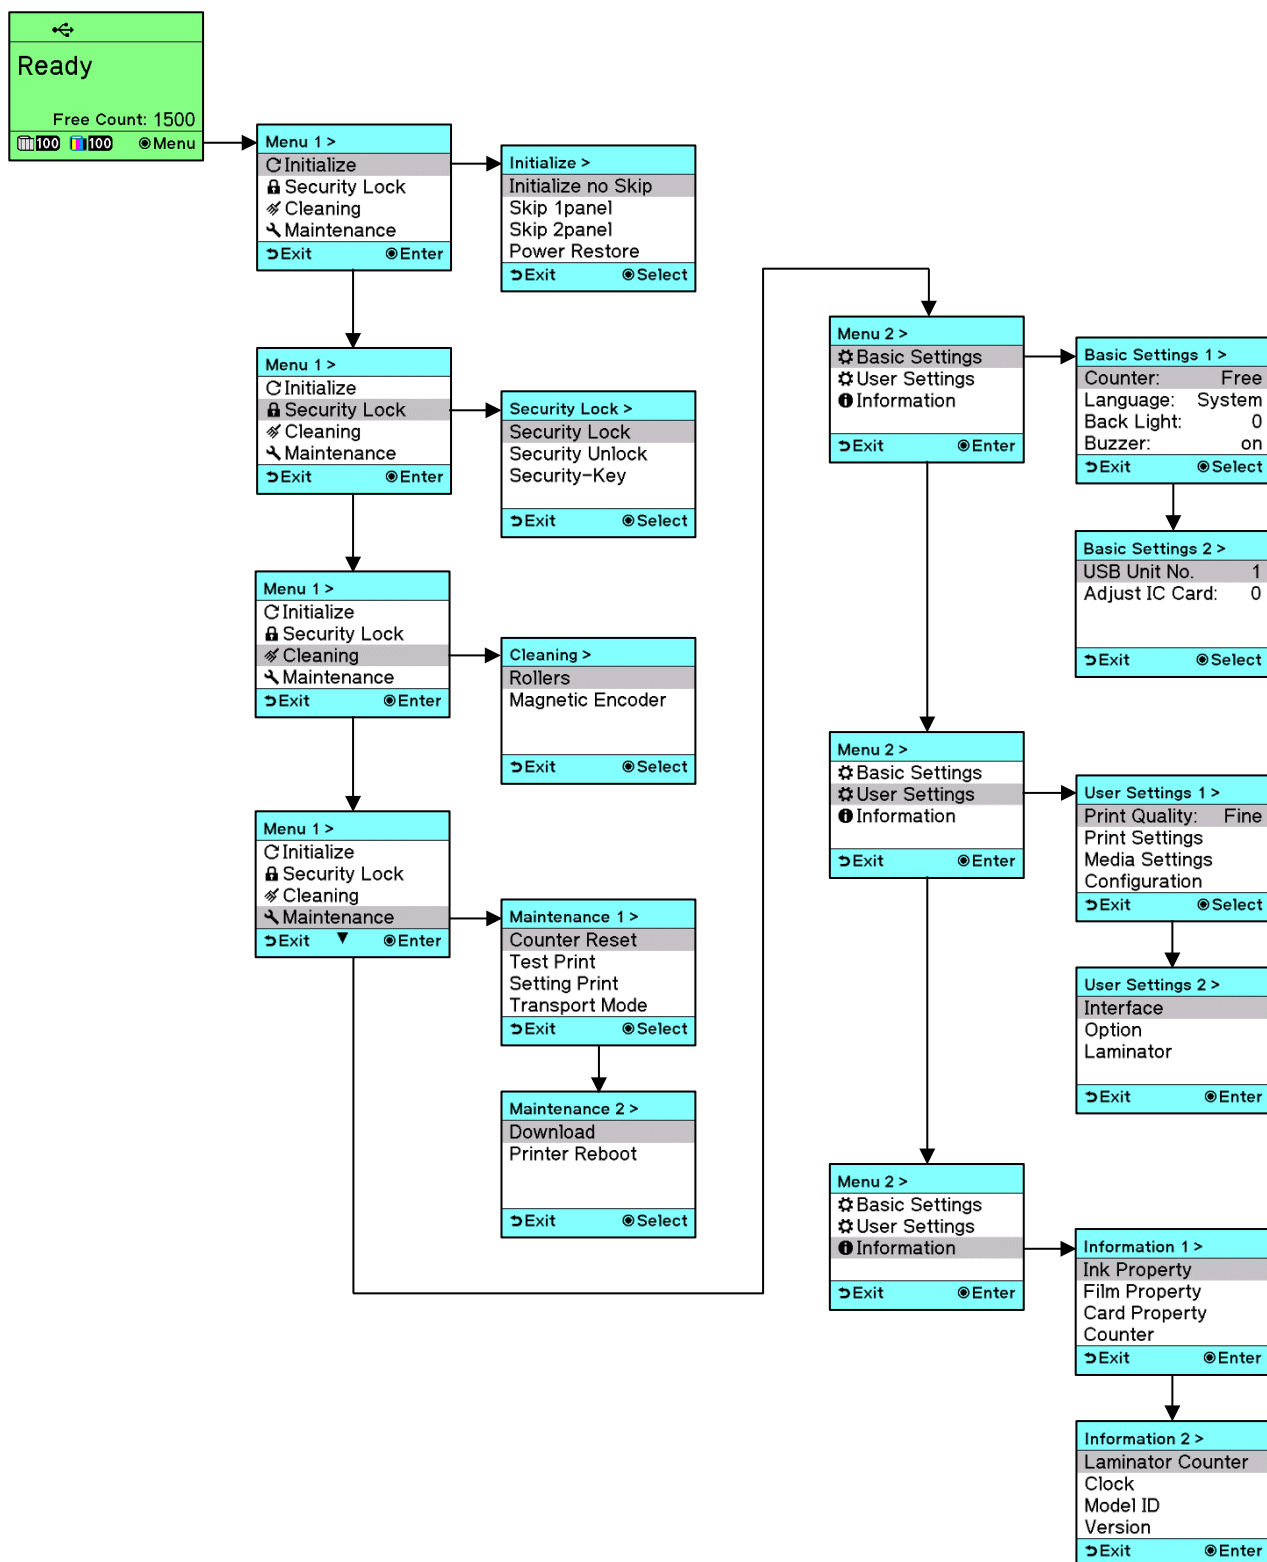 Ready
Free Count: 1500
100 100 Menu
Menu 1 >
Initialize
Security Lock
Cleaning
Maintenance
Exit Enter
Initialize >
Initialize no Skip
Skip 1panel
Skip 2panel
Power Restore
Exit Select
Menu 1 >
Initialize
Security Lock
Cleaning
Maintenance
Exit Enter
Security Lock >
Security Lock
Security Unlock
Security-Key
Exit Select
Menu 1 >
Initialize
Security Lock
Cleaning
Maintenance
Exit Enter
Cleaning >
Rollers
Magnetic Encoder
Exit Select
Menu 1 >
Initialize
Security Lock
Cleaning
Maintenance
Exit Enter
Maintenance 1 >
Counter Reset
Test Print
Setting Print
Transport Mode
Exit Select
Maintenance 2 >
Download
Printer Reboot
Exit Select
Menu 2 >
Basic Settings
User Settings
Information
Exit Enter
Basic Settings 1 >
Counter: Free
Language: System
Back Light: 0
Buzzer: on
Exit Select
Basic Settings 2 >
USB Unit No. 1
Adjust IC Card: 0
Exit Select
Menu 2 >
Basic Settings
User Settings
Information
Exit Enter
User Settings 1 >
Print Quality: Fine
Print Settings
Media Settings
Configuration
Exit Select
User Settings 2 >
Interface
Option
Laminator
Exit Enter
Menu 2 >
Basic Settings
User Settings
Information
Exit Enter
Information 1 >
Ink Property
Film Property
Card Property
Counter
Exit Enter
Information 2 >
Laminator Counter
Clock
Model ID
Version
Exit Enter